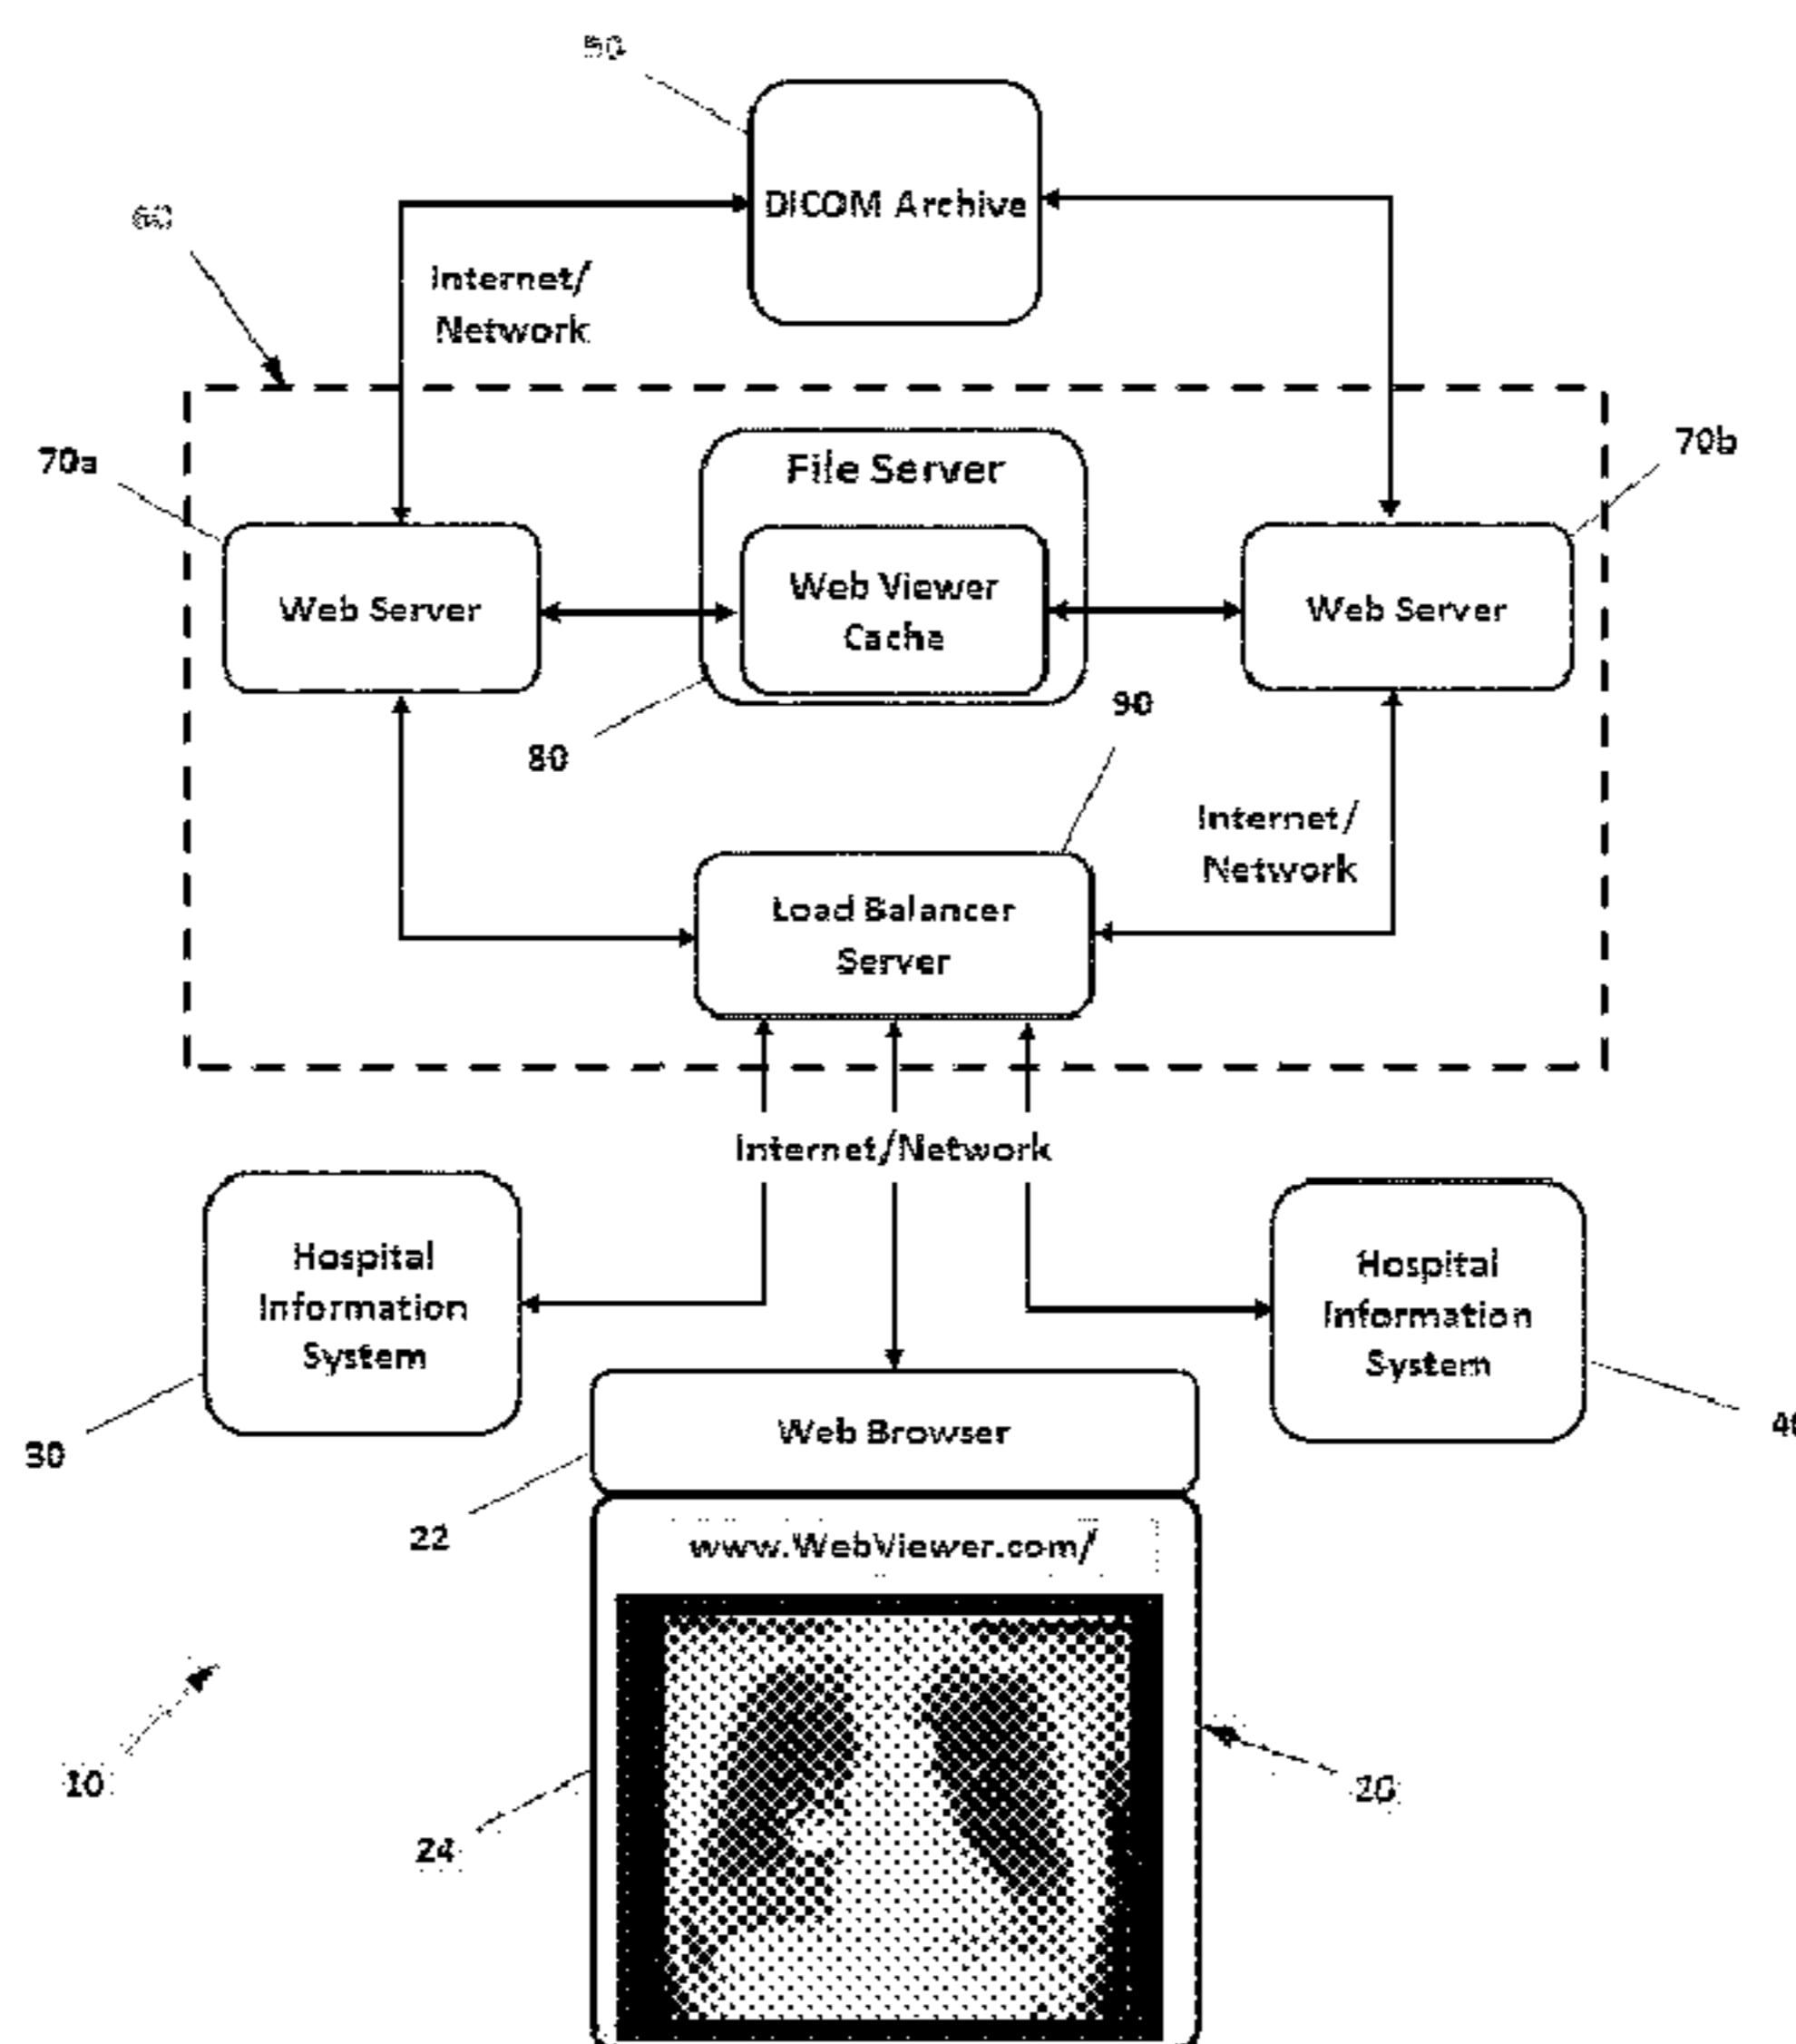 50
DICOM Archive
60
Internet/
Network
70a
70b
File Server
Web Server
Web Viewer
Cache
Web Server
80
90
Internet/
Network
Load Balancer
Server
Internet/Network
Hospital
Information
System
Hospital
Information
System
30
Web Browser
22
www.WebViewer.com/
10
20
24